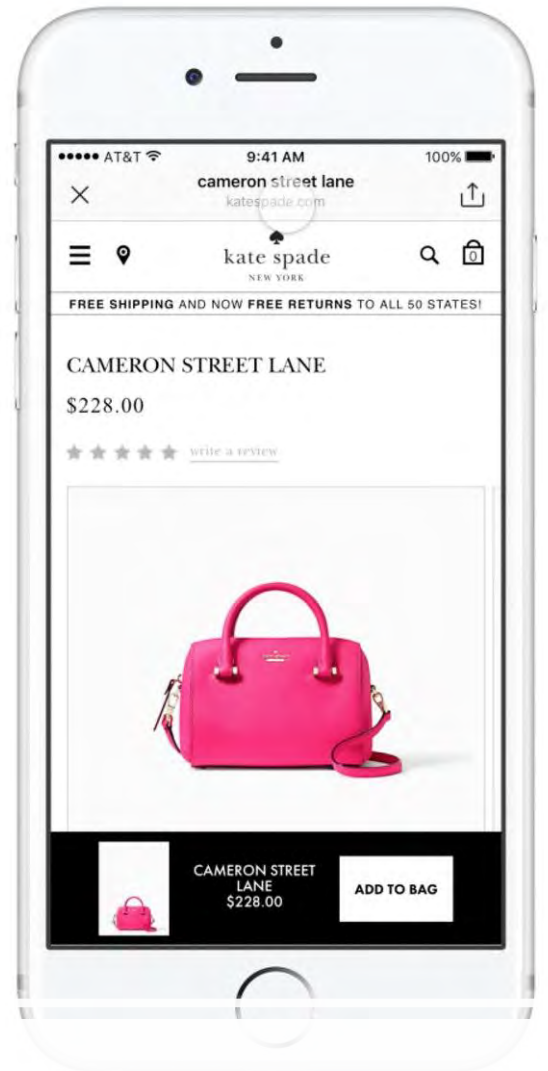 AT&T 9:41 AM 100%
cameron street lane
katespade.com
kate spade
NEW YORK
0
FREE SHIPPING AND NOW FREE RETURNS TO ALL 50 STATES!
CAMERON STREET LANE
$228.00
write a review
CAMERON STREET
LANE
$228.00
ADD TO BAG